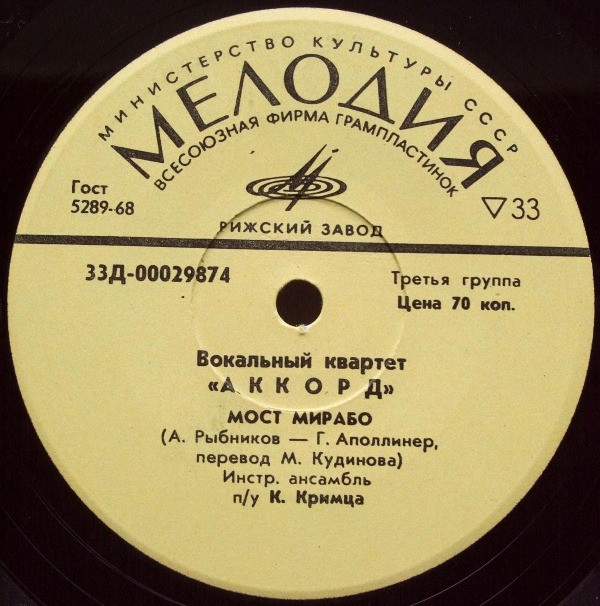 МИНИСТЕРСТВО КУЛЬТУРЫ СССР
МЕЛОДИЯ
ВСЕСОЮЗНАЯ ФИРМА ГРАМПЛАСТИНОК
Гост
5289-68
▽33
РИЖСКИЙ ЗАВОД
33Д-00029874
Третья группа
Цена 70 коп.
Вокальный квартет
«АККОРД»
МОСТ МИРАБО
(А. Рыбников — Г. Аполлинер,
перевод М. Кудинова)
Инстр. ансамбль
п/у К. Кримца